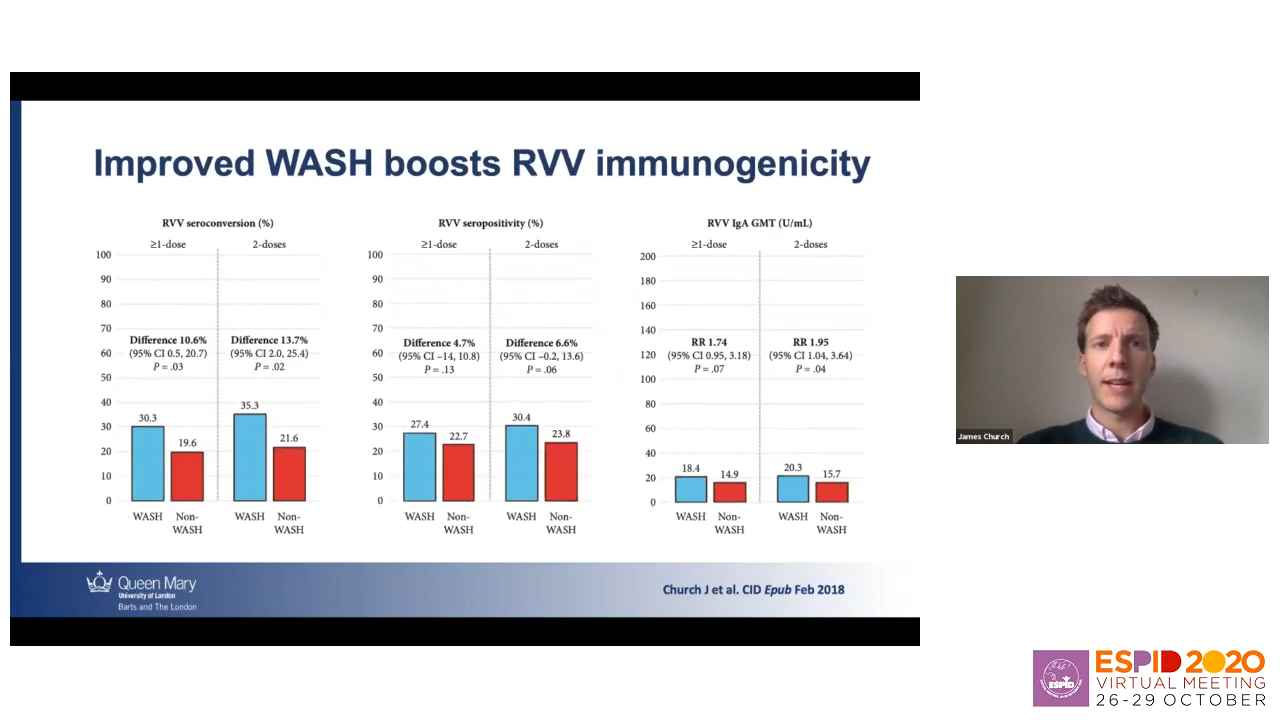 Improved WASH boosts RVV immunogenicity
RVV seroconversion (%)
≥1-dose 2-doses
100
90
80
70
60
50
40
30
20
10
0
Difference 10.6%
(95% CI 0.5, 20.7)
P = .03
Difference 13.7%
(95% CI 2.0, 25.4)
P = .02
30.3
19.6
35.3
21.6
WASH Non- WASH Non-
WASH WASH
RVV seropositivity (%)
≥1-dose 2-doses
100
90
80
70
60
50
40
30
20
10
0
Difference 4.7%
(95% CI –14, 10.8)
P = .13
Difference 6.6%
(95% CI –0.2, 13.6)
P = .06
27.4
22.7
30.4
23.8
WASH Non- WASH Non-
WASH WASH
RVV IgA GMT (U/mL)
≥1-dose 2-doses
200
180
160
140
120
100
80
60
40
20
0
RR 1.74
(95% CI 0.95, 3.18)
P = .07
RR 1.95
(95% CI 1.04, 3.64)
P = .04
18.4
14.9
20.3
15.7
WASH Non- WASH Non-
WASH WASH
Queen Mary
University of London
Barts and The London
Church J et al. CID Epub Feb 2018
James Church
ESPID
ESPID 2020
VIRTUAL MEETING
26-29 OCTOBER